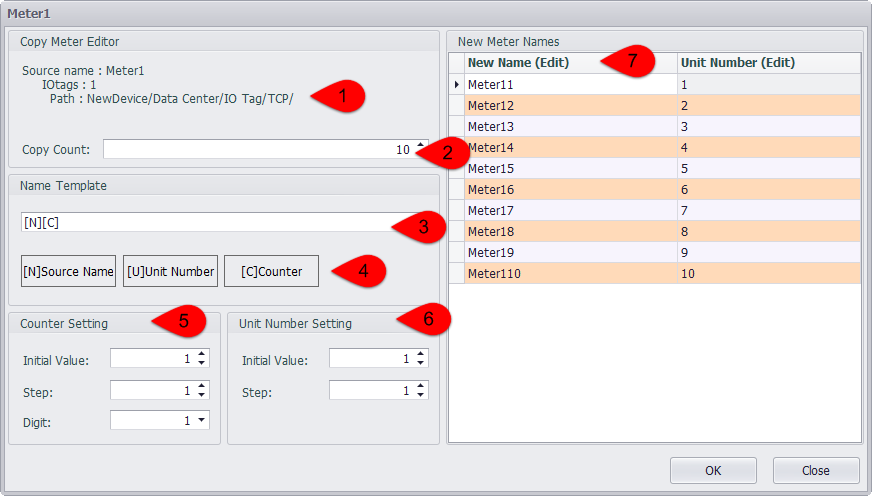 Meter1
Copy Meter Editor
Source name : Meter1
IOtags : 1
Path : NewDevice/Data Center/IO Tag/TCP/
1
Copy Count: 10
2
Name Template
[N][C]
3
[N]Source Name [U]Unit Number [C]Counter
4
Counter Setting
5
Initial Value: 1
Step: 1
Digit: 1
Unit Number Setting
6
Initial Value: 1
Step: 1
New Meter Names
7
New Name (Edit) Unit Number (Edit)
Meter11 1
Meter12 2
Meter13 3
Meter14 4
Meter15 5
Meter16 6
Meter17 7
Meter18 8
Meter19 9
Meter110 10
OK Close